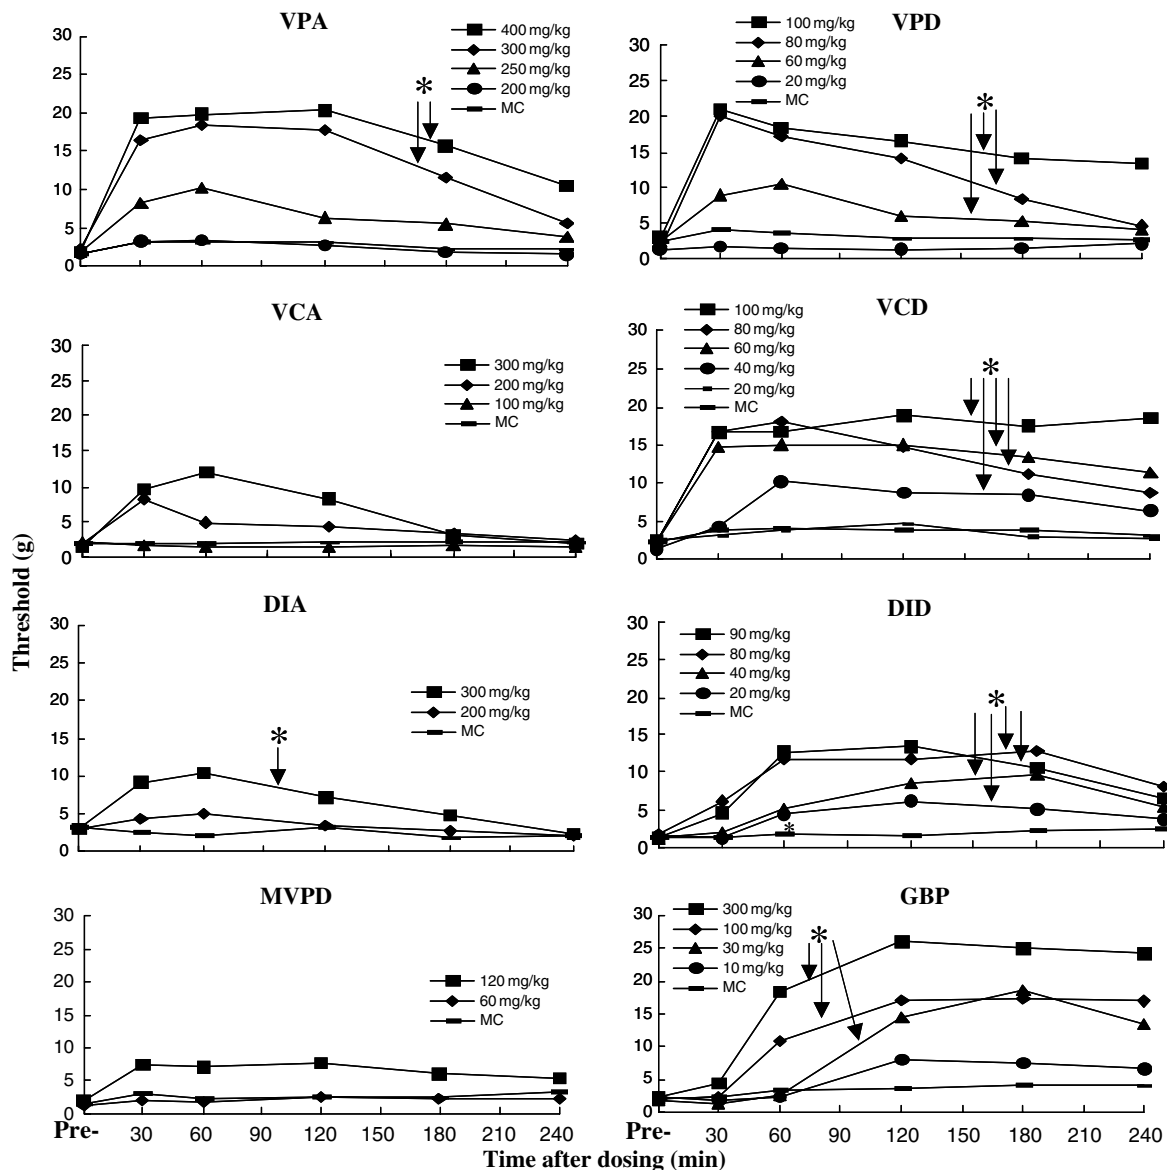 VPA
400 mg/kg
300 mg/kg
250 mg/kg
200 mg/kg
MC
*
30
25
20
15
10
5
0
VPD
100 mg/kg
80 mg/kg
60 mg/kg
20 mg/kg
MC
*
30
25
20
15
10
5
0
VCA
300 mg/kg
200 mg/kg
100 mg/kg
MC
30
25
20
15
10
5
0
VCD
100 mg/kg
80 mg/kg
60 mg/kg
40 mg/kg
20 mg/kg
MC
*
30
25
20
15
10
5
0
Threshold (g)
DIA
300 mg/kg
200 mg/kg
MC
*
30
25
20
15
10
5
0
DID
90 mg/kg
80 mg/kg
40 mg/kg
20 mg/kg
MC
*
*
30
25
20
15
10
5
0
MVPD
120 mg/kg
60 mg/kg
MC
30
25
20
15
10
5
0
Pre- 30 60 90 120 150 180 210 240
GBP
300 mg/kg
100 mg/kg
30 mg/kg
10 mg/kg
MC
*
30
25
20
15
10
5
0
Pre- 30 60 90 120 150 180 210 240
Time after dosing (min)